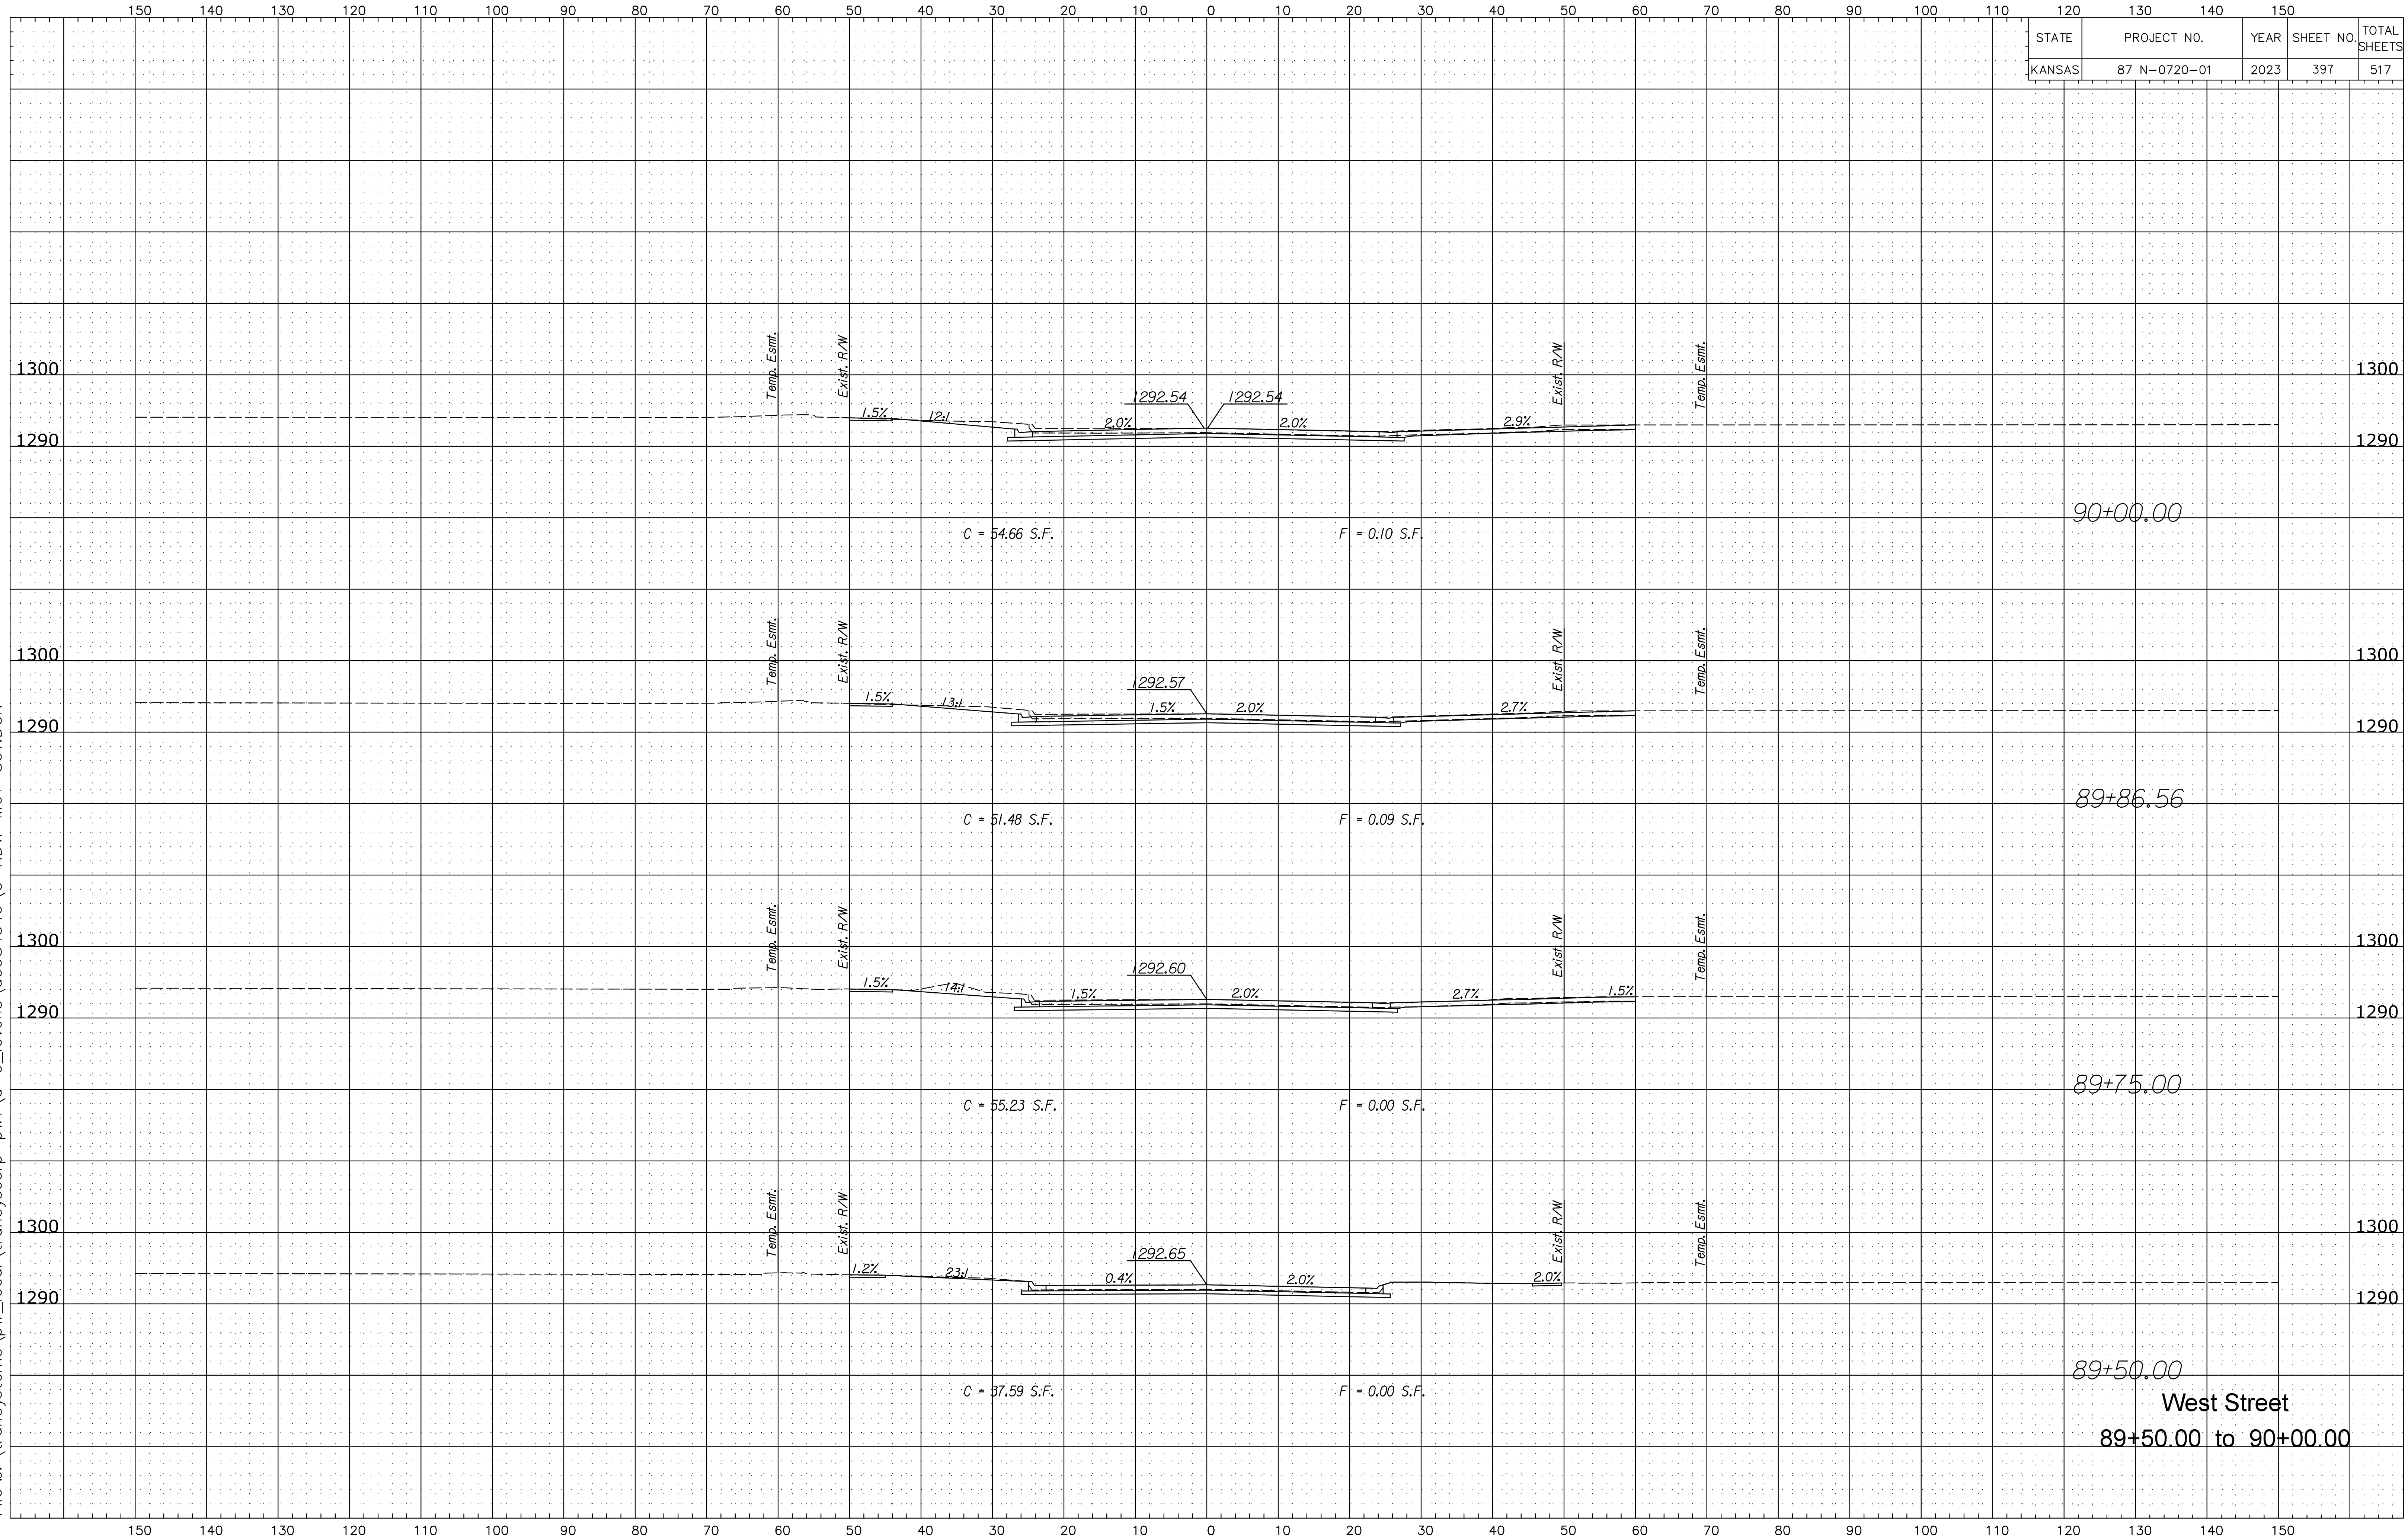 150 140 130 120 110 100 90 80 70 60 50 40 30 20 10 0 10 20 30 40 50 60 70 80 90 100 110 120 130 140 150
STATE PROJECT NO. YEAR SHEET NO. TOTAL SHEETS
KANSAS 87 N-0720-01 2023 397 517
Temp. Esmt. Exist. R/W Exist. R/W Temp. Esmt.
1300 1300
1292.54 1292.54
1.5% 12:1 2.0% 2.0% 2.9%
1290 1290
90+00.00
C = 54.66 S.F. F = 0.10 S.F.
Temp. Esmt. Exist. R/W Exist. R/W Temp. Esmt.
1300 1300
1292.57
1.5% 13:1 1.5% 2.0% 2.7%
1290 1290
89+86.56
C = 51.48 S.F. F = 0.09 S.F.
Temp. Esmt. Exist. R/W Exist. R/W Temp. Esmt.
1300 1300
1292.60
1.5% 14:1 1.5% 2.0% 2.7% 1.5%
1290 1290
89+75.00
C = 55.23 S.F. F = 0.00 S.F.
Temp. Esmt. Exist. R/W Exist. R/W Temp. Esmt.
1300 1300
1292.65
1.2% 23:1 0.4% 2.0% 2.0%
1290 1290
89+50.00
C = 37.59 S.F. F = 0.00 S.F.
West Street
89+50.00 to 90+00.00
150 140 130 120 110 100 90 80 70 60 50 40 30 20 10 0 10 20 30 40 50 60 70 80 90 100 110 120 130 140 150